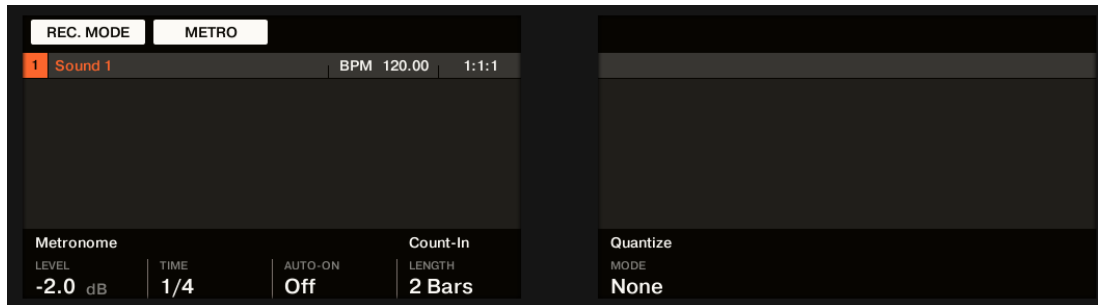 REC. MODE METRO
1 Sound 1 BPM 120.00 1:1:1
Metronome Count-In Quantize
LEVEL TIME AUTO-ON LENGTH MODE
-2.0 dB 1/4 Off 2 Bars None